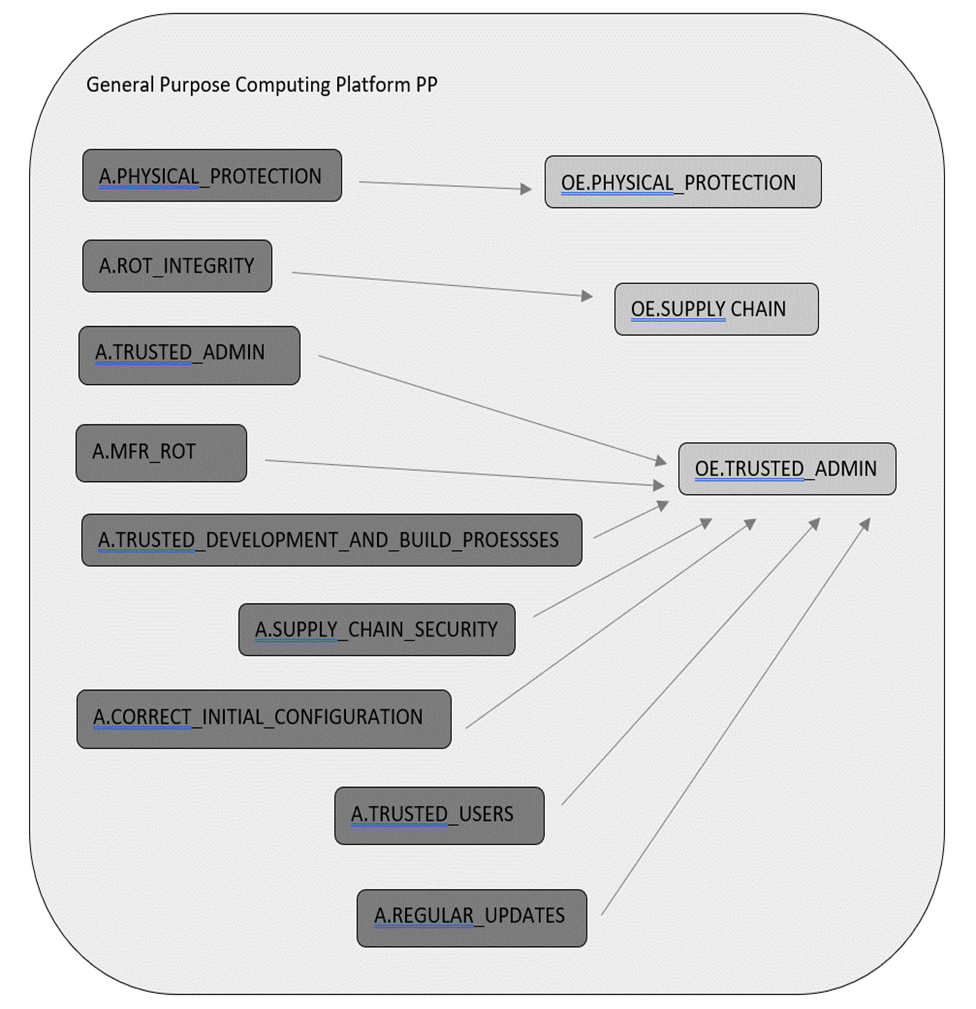 General Purpose Computing Platform PP
A.PHYSICAL_PROTECTION
OE.PHYSICAL_PROTECTION
A.ROT_INTEGRITY
OE.SUPPLY CHAIN
A.TRUSTED_ADMIN
A.MFR_ROT
OE.TRUSTED_ADMIN
A.TRUSTED_DEVELOPMENT_AND_BUILD_PROESSSES
A.SUPPLY_CHAIN_SECURITY
A.CORRECT_INITIAL_CONFIGURATION
A.TRUSTED_USERS
A.REGULAR_UPDATES